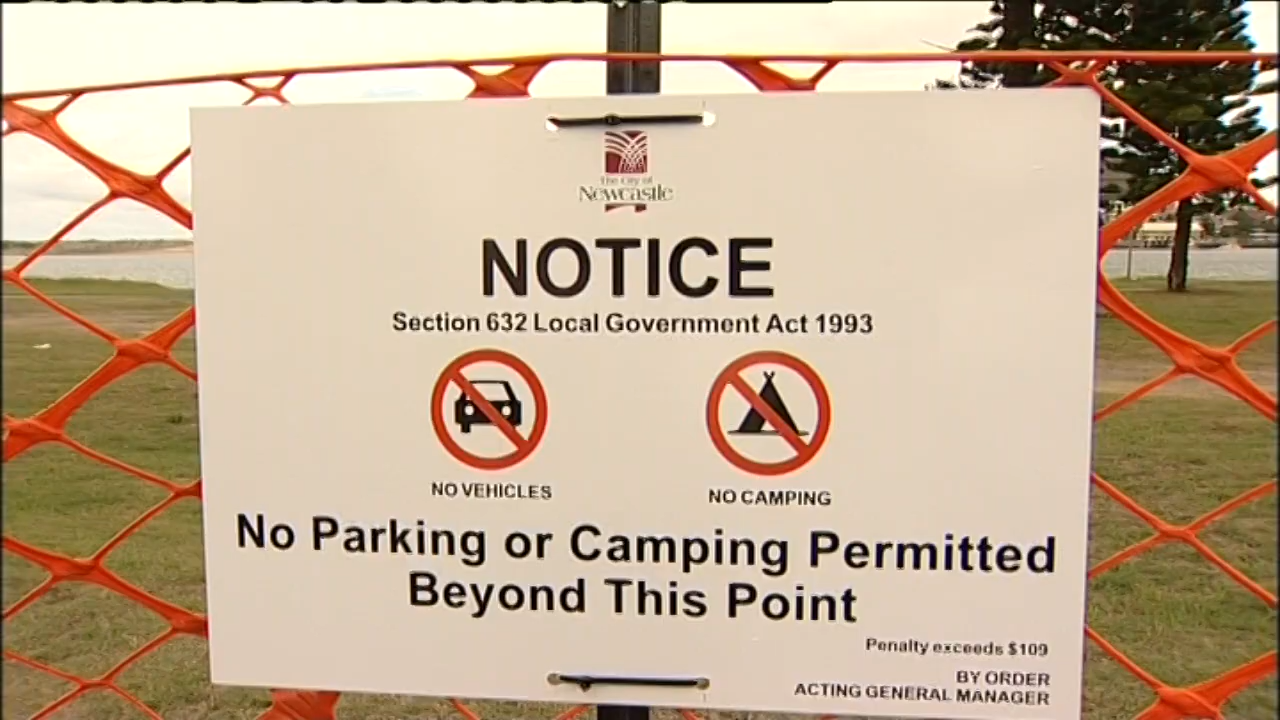 The City of
Newcastle
NOTICE
Section 632 Local Government Act 1993
NO VEHICLES
NO CAMPING
No Parking or Camping Permitted
Beyond This Point
Penalty exceeds $109
BY ORDER
ACTING GENERAL MANAGER